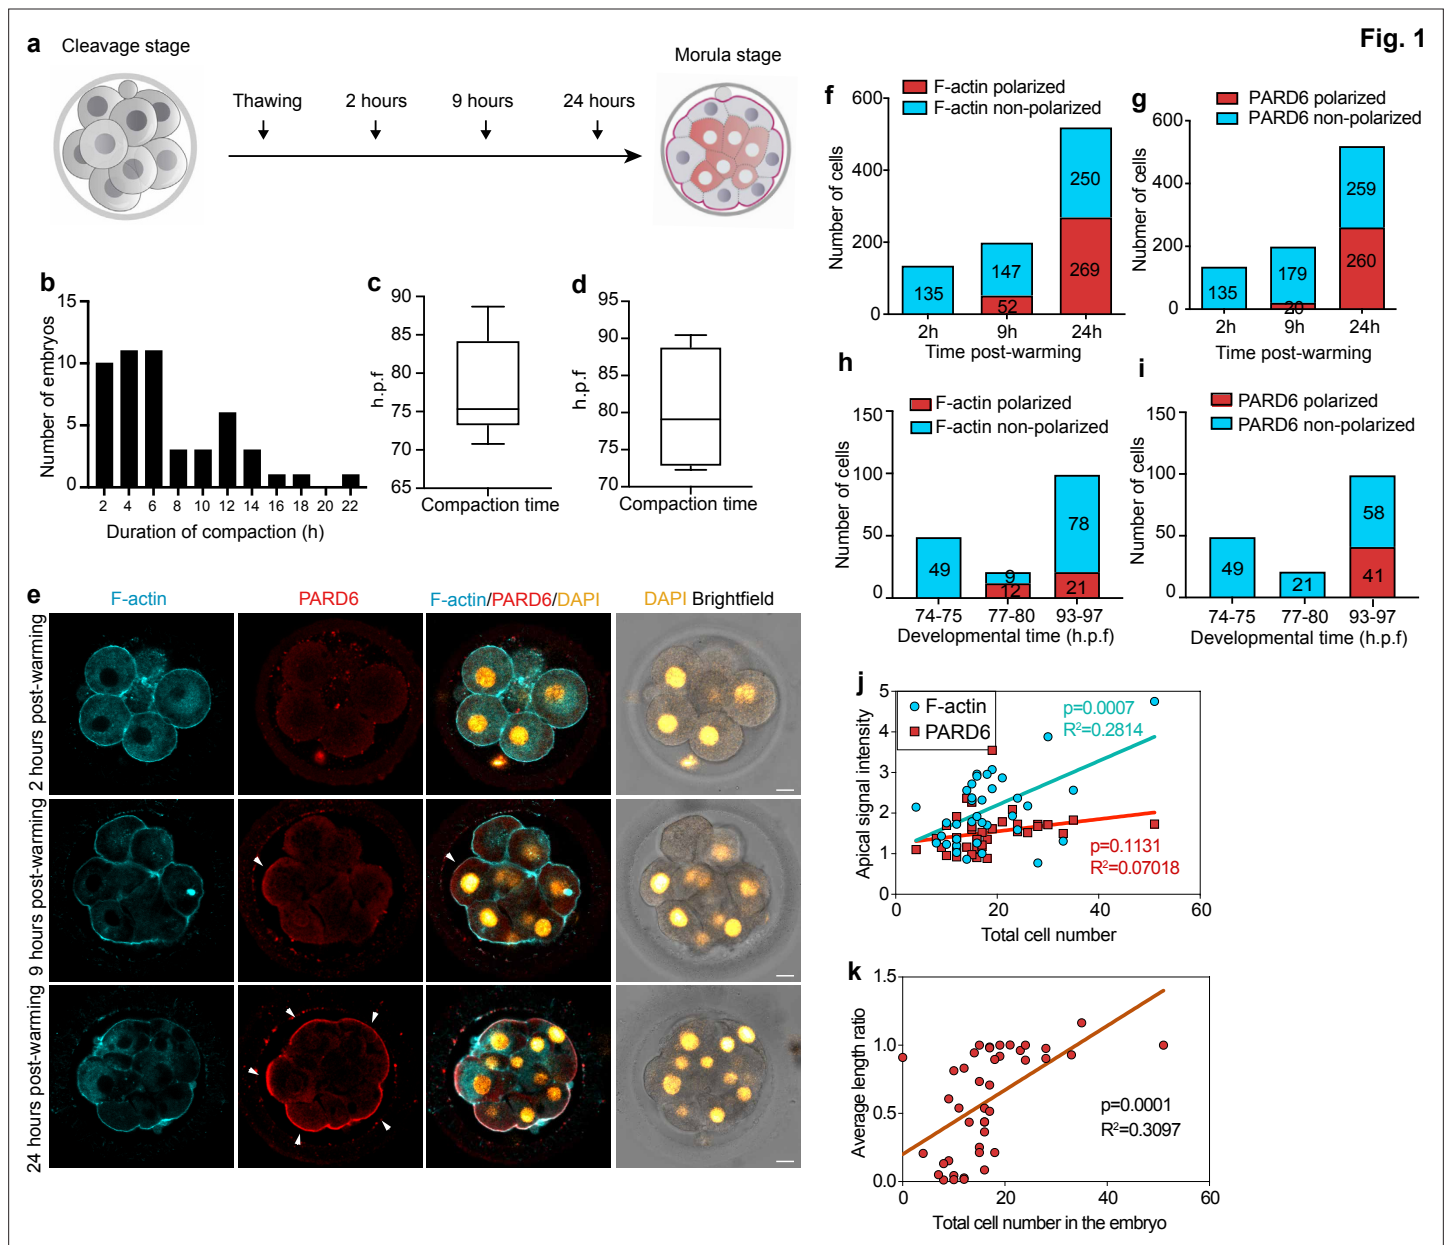 Fig. 1
a
Cleavage stage
Morula stage
Thawing
2 hours
9 hours
24 hours
b
15
10
5
0
Number of embryos
2 4 6 8 10 12 14 16 18 20 22
Duration of compaction (h)
c
90
85
80
75
70
65
h.p.f
Compaction time
d
95
90
85
80
75
70
h.p.f
Compaction time
e
F-actin
PARD6
F-actin/PARD6/DAPI
DAPI Brightfield
2 hours post-warming
9 hours post-warming
24 hours post-warming
f
F-actin polarized
F-actin non-polarized
600
400
200
0
Number of cells
135
147
52
250
269
2h 9h 24h
Time post-warming
g
PARD6 polarized
PARD6 non-polarized
600
400
200
0
Nubmer of cells
135
179
20
259
260
2h 9h 24h
Time post-warming
h
F-actin polarized
F-actin non-polarized
150
100
50
0
Number of cells
49
9
12
78
21
74-75 77-80 93-97
Developmental time (h.p.f)
i
PARD6 polarized
PARD6 non-polarized
150
100
50
0
Number of cells
49
21
58
41
74-75 77-80 93-97
Developmental time (h.p.f)
j
F-actin
PARD6
5
4
3
2
1
0
Apical signal intensity
p=0.0007
R²=0.2814
p=0.1131
R²=0.07018
0 20 40 60
Total cell number
k
1.5
1.0
0.5
0.0
Average length ratio
p=0.0001
R²=0.3097
0 20 40 60
Total cell number in the embryo